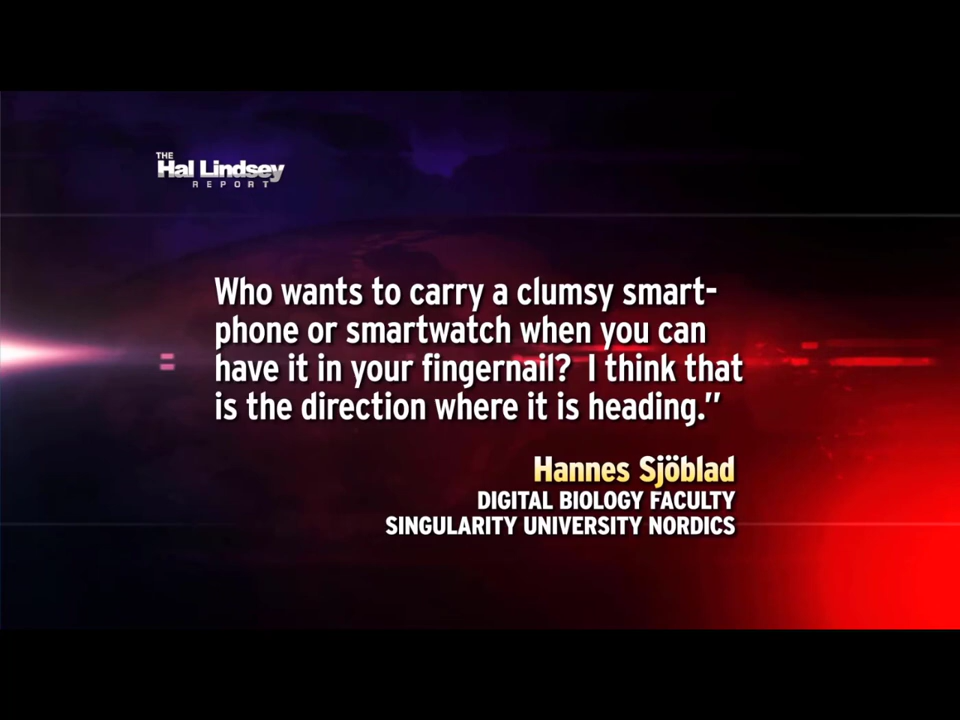 THE
Hal Lindsey
REPORT
Who wants to carry a clumsy smart-
phone or smartwatch when you can
have it in your fingernail?  I think that
is the direction where it is heading.”
Hannes Sjöblad
DIGITAL BIOLOGY FACULTY
SINGULARITY UNIVERSITY NORDICS